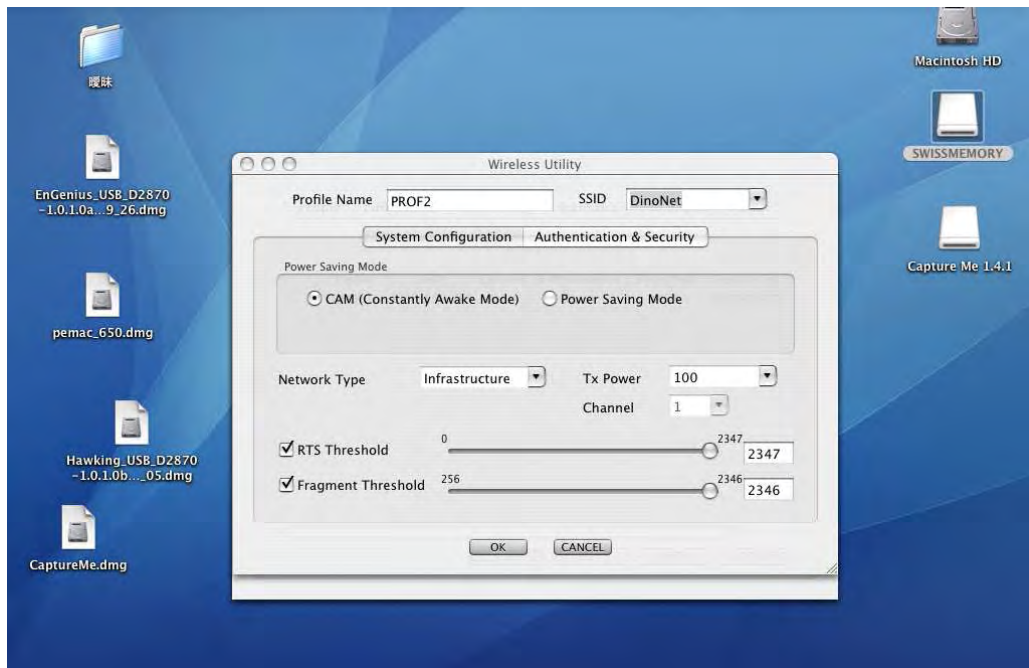 曖昧
EnGenius_USB_D2870
-1.0.1.0a...9_26.dmg
pemac_650.dmg
Hawking_USB_D2870
-1.0.1.0b..._05.dmg
CaptureMe.dmg
Macintosh HD
SWISSMEMORY
Capture Me 1.4.1
Wireless Utility
Profile Name PROF2 SSID DinoNet
System Configuration Authentication & Security
Power Saving Mode
CAM (Constantly Awake Mode) Power Saving Mode
Network Type Infrastructure Tx Power 100
Channel 1
RTS Threshold 0 2347 2347
Fragment Threshold 256 2346 2346
OK CANCEL